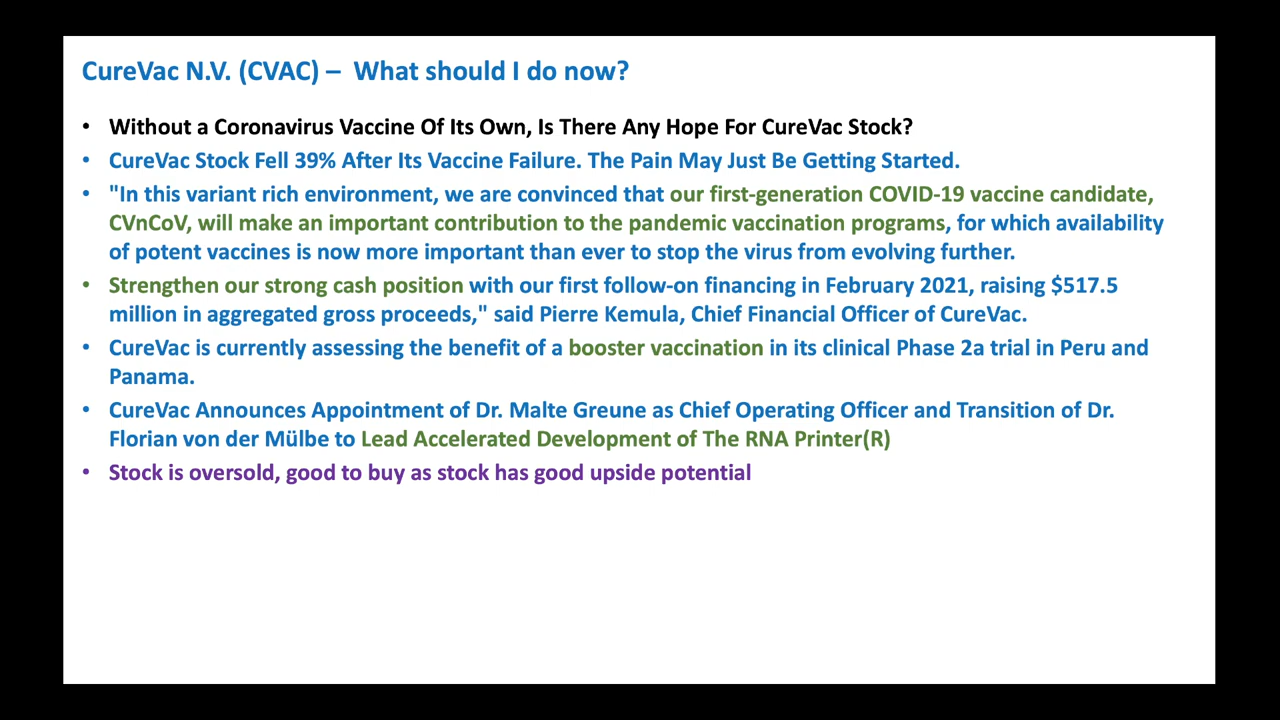 CureVac N.V. (CVAC) – What should I do now?
• Without a Coronavirus Vaccine Of Its Own, Is There Any Hope For CureVac Stock?
• CureVac Stock Fell 39% After Its Vaccine Failure. The Pain May Just Be Getting Started.
• "In this variant rich environment, we are convinced that our first-generation COVID-19 vaccine candidate,
CVnCoV, will make an important contribution to the pandemic vaccination programs, for which availability
of potent vaccines is now more important than ever to stop the virus from evolving further.
• Strengthen our strong cash position with our first follow-on financing in February 2021, raising $517.5
million in aggregated gross proceeds," said Pierre Kemula, Chief Financial Officer of CureVac.
• CureVac is currently assessing the benefit of a booster vaccination in its clinical Phase 2a trial in Peru and
Panama.
• CureVac Announces Appointment of Dr. Malte Greune as Chief Operating Officer and Transition of Dr.
Florian von der Mülbe to Lead Accelerated Development of The RNA Printer(R)
• Stock is oversold, good to buy as stock has good upside potential